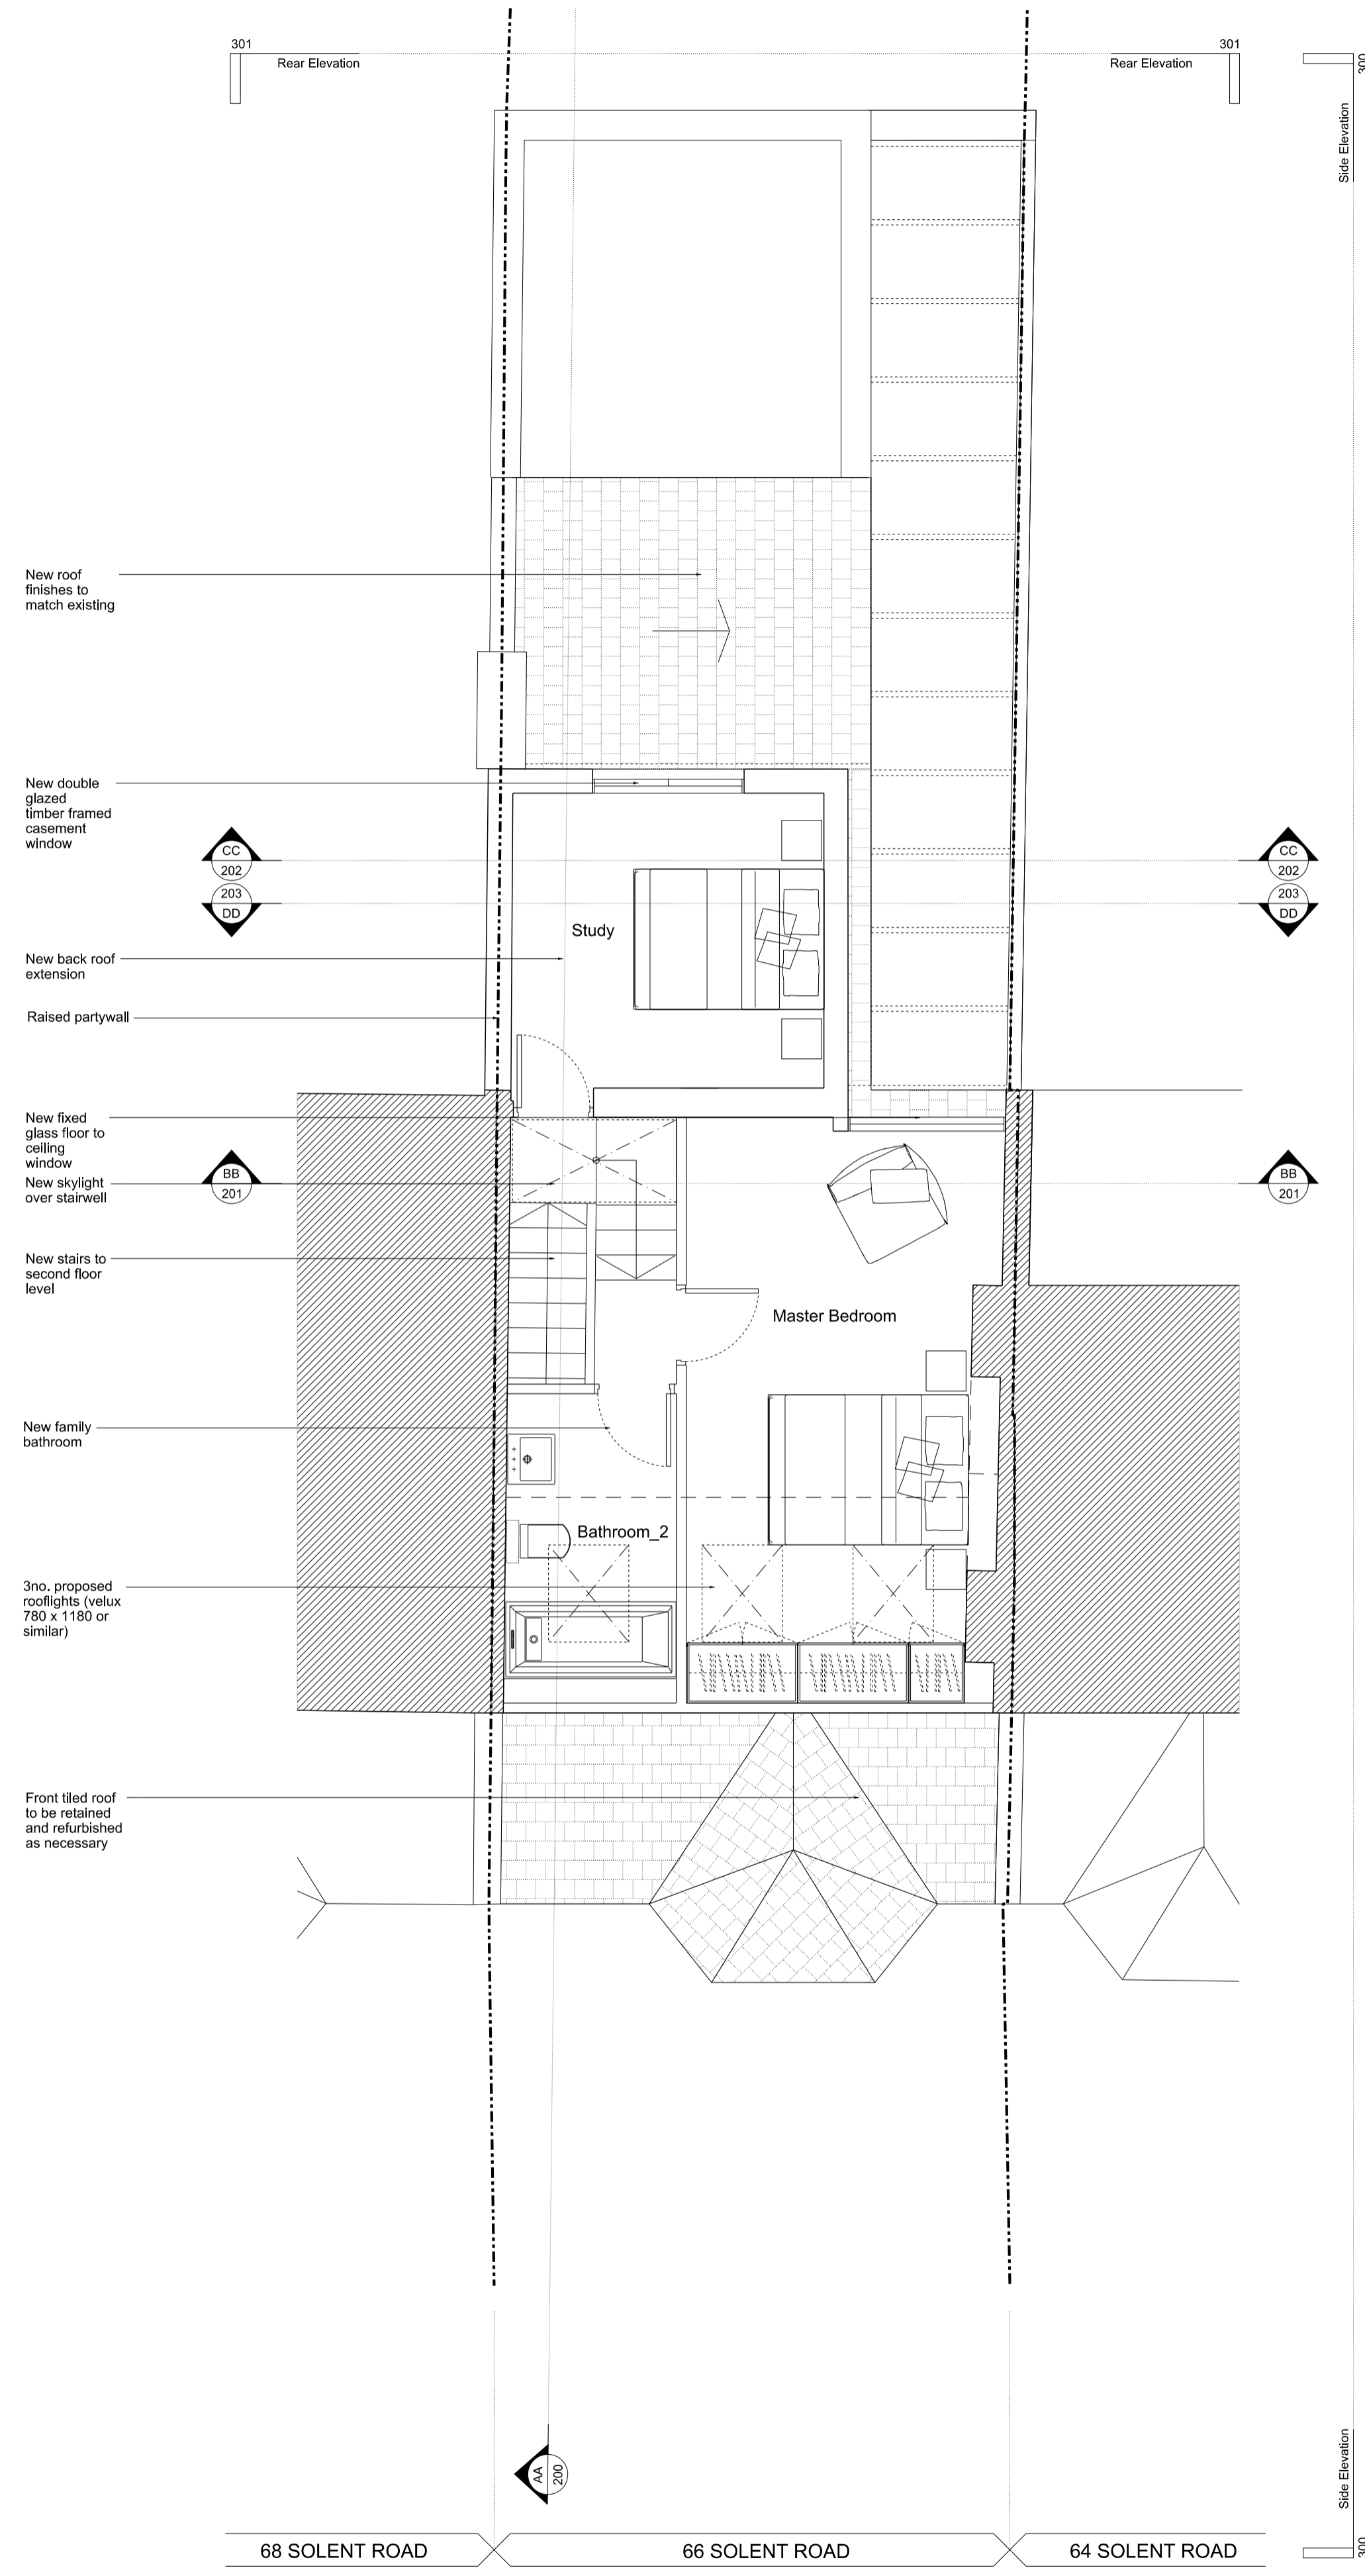 301
301
Rear Elevation
Rear Elevation
300
Side Elevation
New roof
finishes to
match existing
New double
glazed
timber framed
casement
window
CC
202
203
DD
CC
202
203
DD
Study
New back roof
extension
Raised partywall
New fixed
glass floor to
ceiling
window
New skylight
over stairwell
BB
201
BB
201
New stairs to
second floor
level
Master Bedroom
New family
bathroom
Bathroom_2
3no. proposed
rooflights (velux
780 x 1180 or
similar)
Front tiled roof
to be retained
and refurbished
as necessary
AA
200
Side Elevation
300
68 SOLENT ROAD
66 SOLENT ROAD
64 SOLENT ROAD